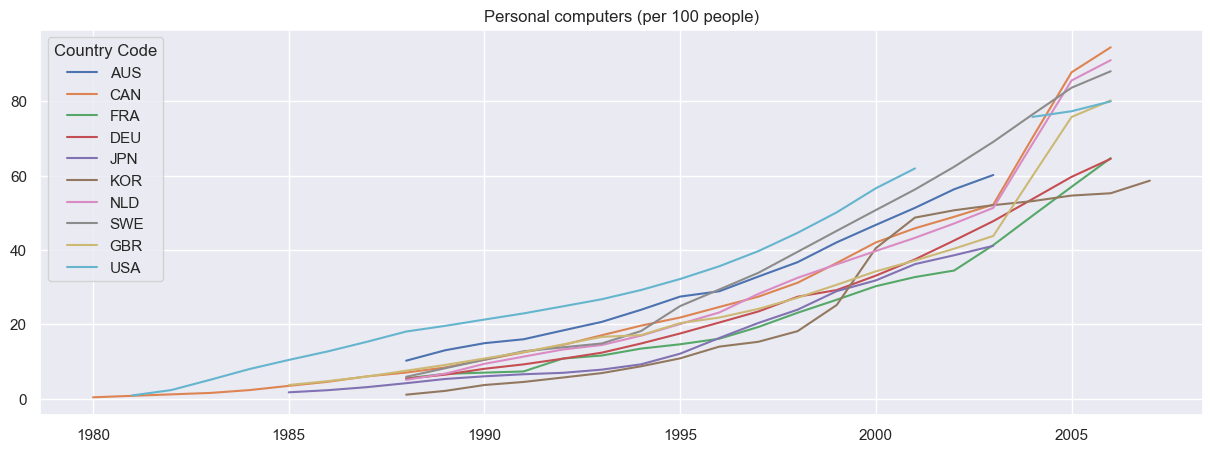 Personal computers (per 100 people)
Country Code
AUS
CAN
FRA
DEU
JPN
KOR
NLD
SWE
GBR
USA
80
60
40
20
0
1980 1985 1990 1995 2000 2005